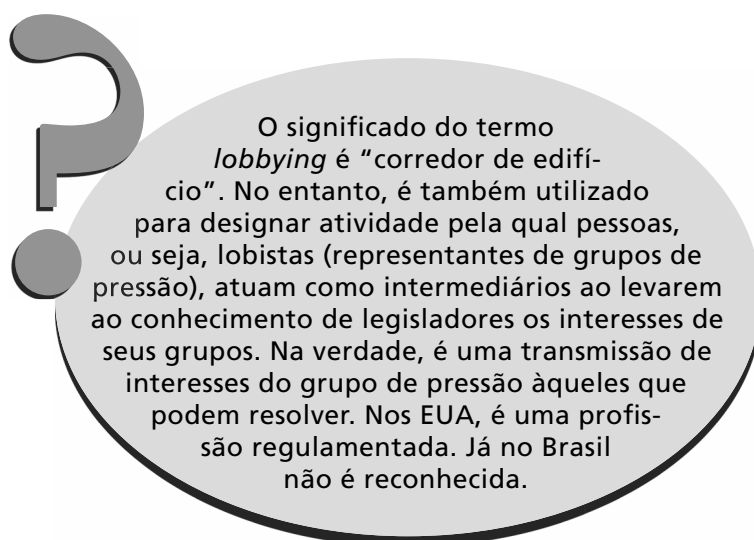 O significado do termo
lobbying é “corredor de edifí-
cio”. No entanto, é também utilizado
para designar atividade pela qual pessoas,
ou seja, lobistas (representantes de grupos de
pressão), atuam como intermediários ao levarem
ao conhecimento de legisladores os interesses de
seus grupos. Na verdade, é uma transmissão de
interesses do grupo de pressão àqueles que
podem resolver. Nos EUA, é uma profis-
são regulamentada. Já no Brasil
não é reconhecida.